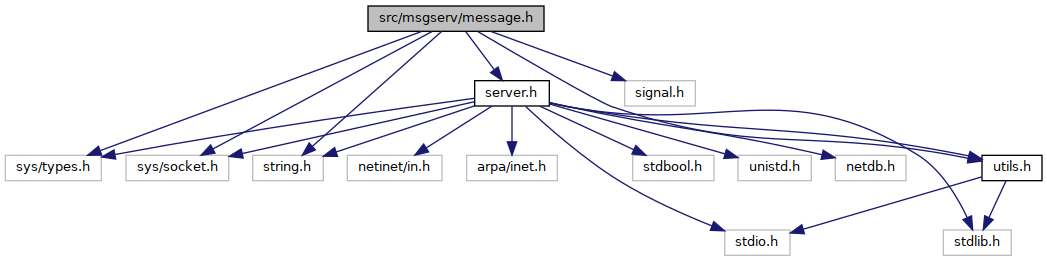 src/msgserv/message.h
server.h
signal.h
sys/types.h
sys/socket.h
string.h
netinet/in.h
arpa/inet.h
stdbool.h
unistd.h
netdb.h
utils.h
stdio.h
stdlib.h